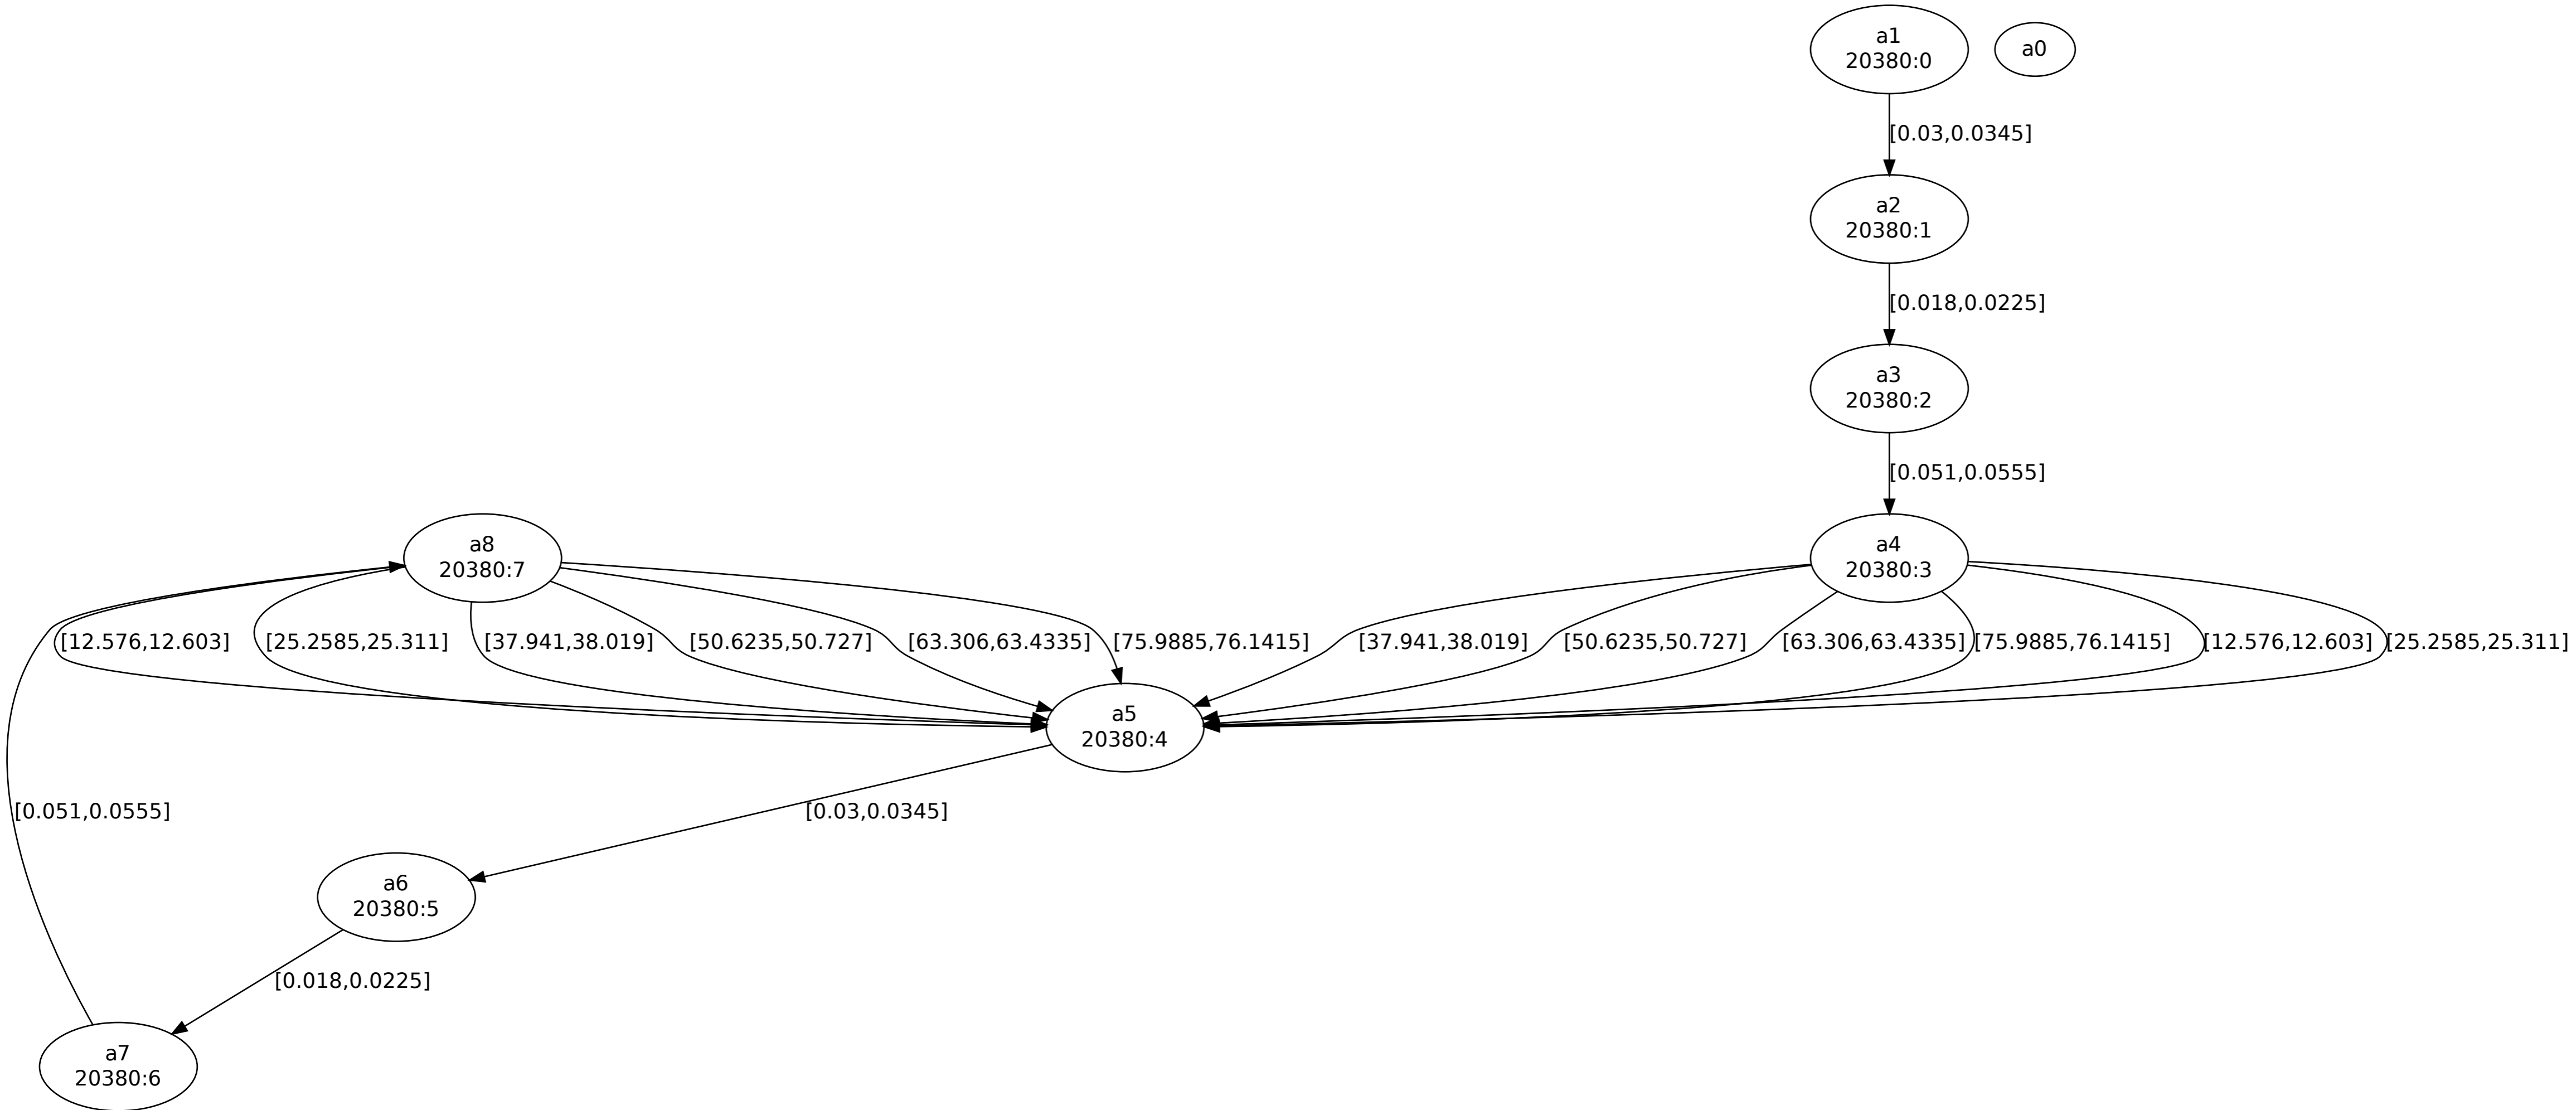 a1
20380:0
a0
[0.03,0.0345]
a2
20380:1
[0.018,0.0225]
a3
20380:2
[0.051,0.0555]
a8
20380:7
a4
20380:3
[12.576,12.603]
[25.2585,25.311]
[37.941,38.019]
[50.6235,50.727]
[63.306,63.4335]
[75.9885,76.1415]
[37.941,38.019]
[50.6235,50.727]
[63.306,63.4335]
[75.9885,76.1415]
[12.576,12.603]
[25.2585,25.311]
a5
20380:4
[0.051,0.0555]
[0.03,0.0345]
a6
20380:5
[0.018,0.0225]
a7
20380:6